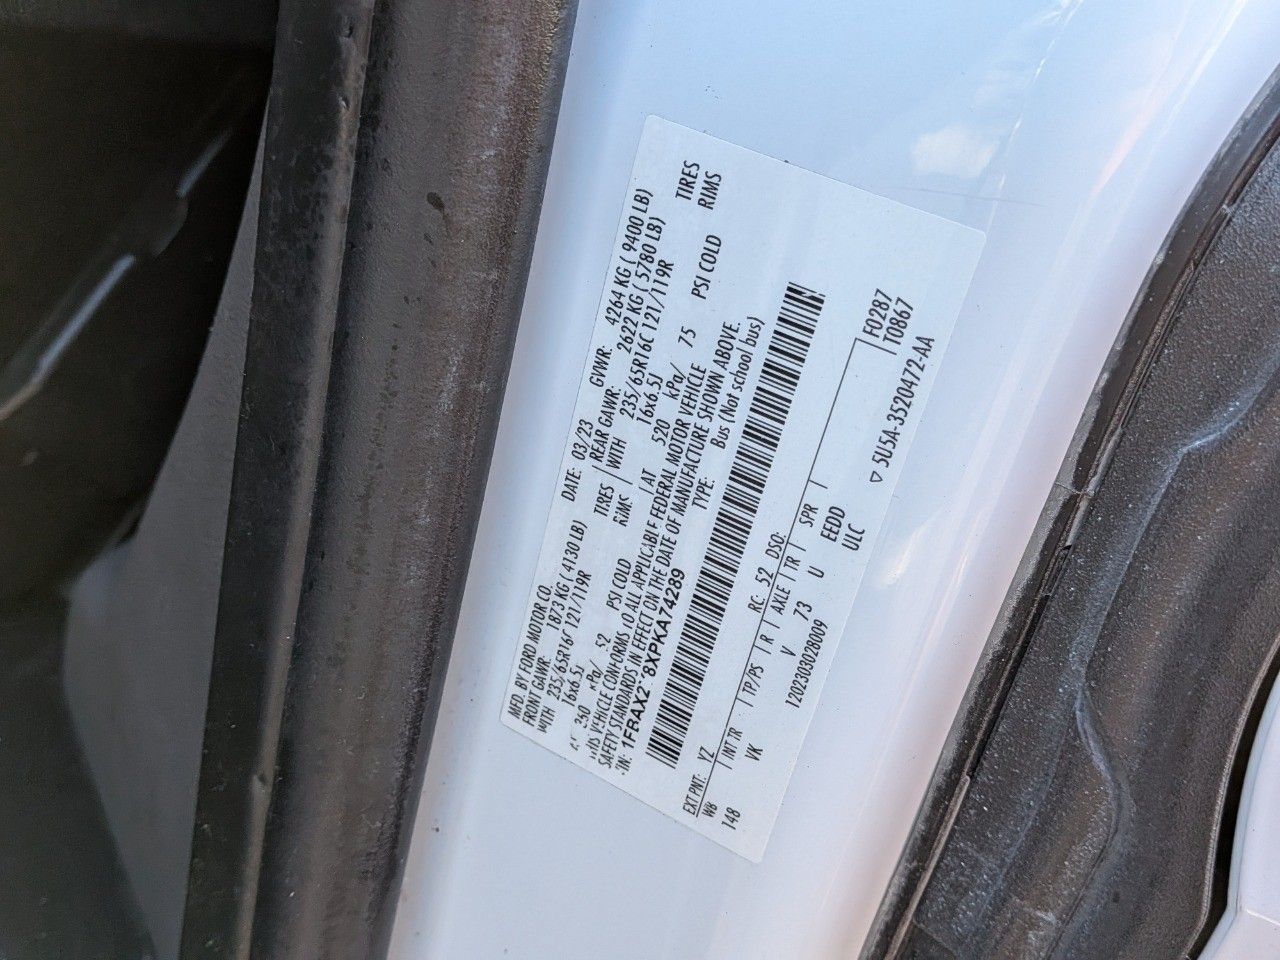 MFD. BY FORD MOTOR CO.
DATE: 03/23 GVWR: 4264 KG ( 9400 LB)
FRONT GAWR: 1873 KG ( 4130 LB) REAR GAWR: 2622 KG ( 5780 LB)
WITH 235/65R16C 121/119R TIRES WITH 235/65R16C 121/119R TIRES
16x6.5J RIMS 16x6.5J RIMS
kPa/ 52 PSI COLD AT 520 kPa/ 75 PSI COLD
VEHICLE CONFORMS ALL APPLICABLE FEDERAL MOTOR VEHICLE
SAFETY STANDARDS IN EFFECT ON THE DATE OF MANUFACTURE SHOWN ABOVE.
TYPE: Bus (Not school bus)
EXT PNT: YZ RC: 52 DSO:
WB INT TR TP/PS R AXLE TR SPR F0287
148 VK V 73 U EEDD T0867
1202303028009 ULC
▽ 5U5A-3520472-AA